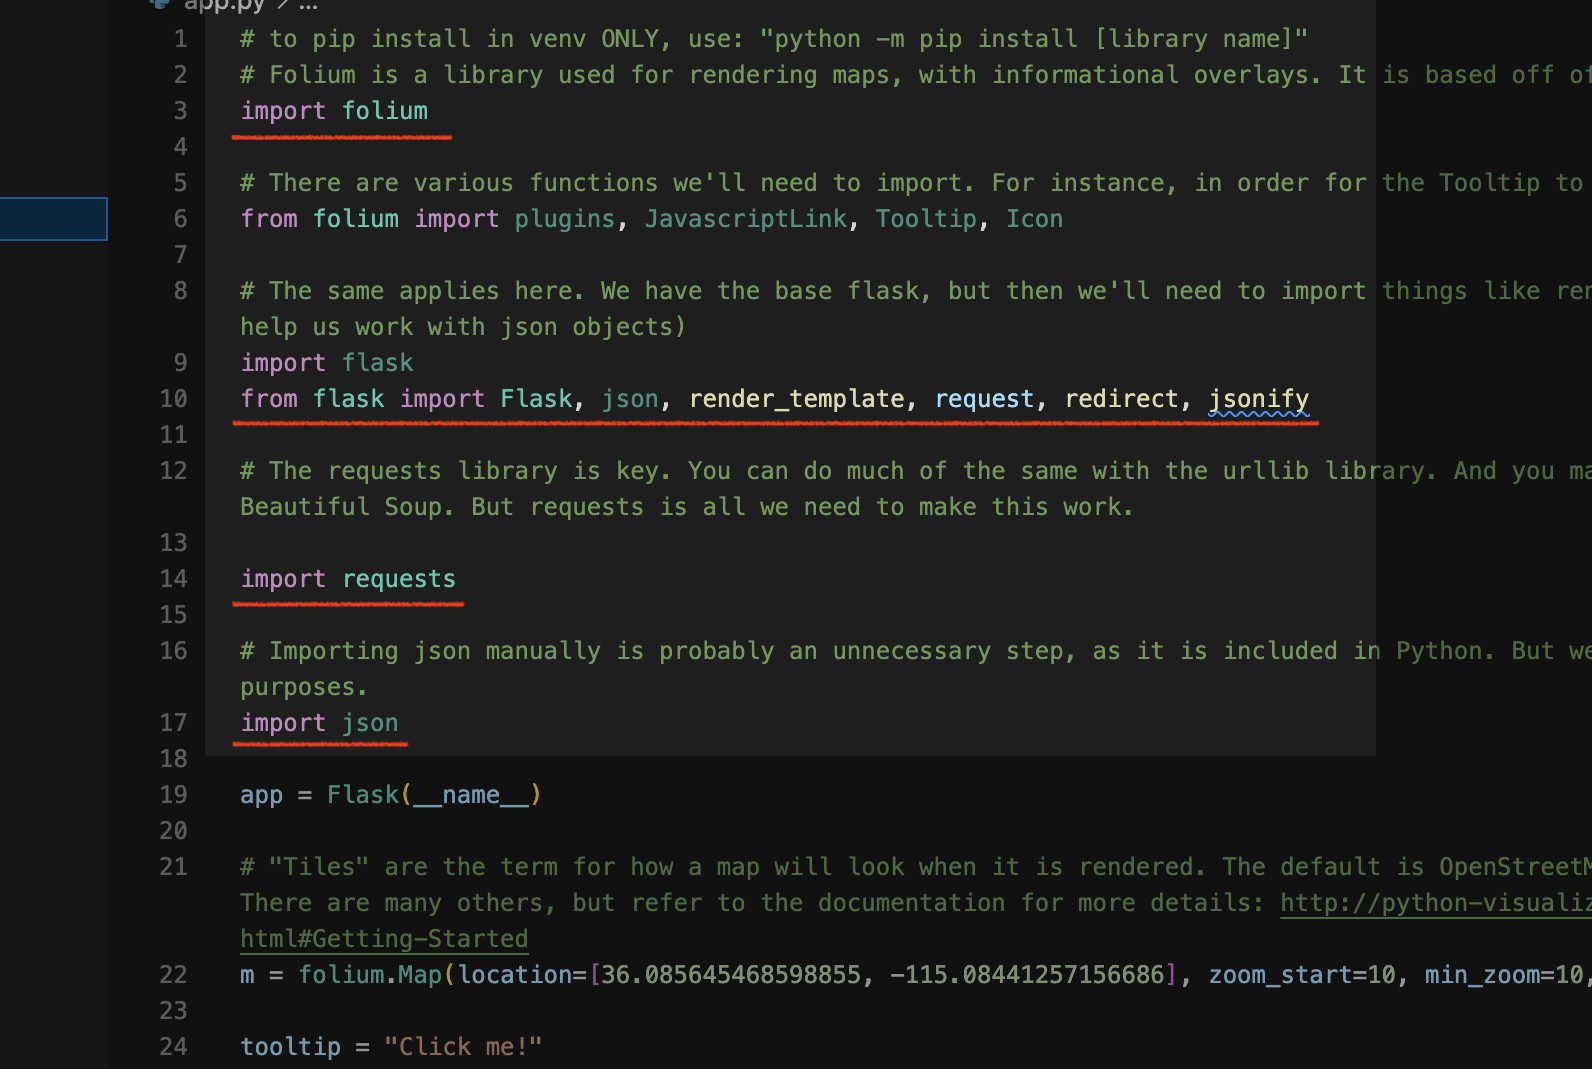 app.py > ...
1 # to pip install in venv ONLY, use: "python -m pip install [library name]"
2 # Folium is a library used for rendering maps, with informational overlays. It is based off of
3 import folium
4
5 # There are various functions we'll need to import. For instance, in order for the Tooltip to
6 from folium import plugins, JavascriptLink, Tooltip, Icon
7
8 # The same applies here. We have the base flask, but then we'll need to import things like ren
help us work with json objects)
9 import flask
10 from flask import Flask, json, render_template, request, redirect, jsonify
11
12 # The requests library is key. You can do much of the same with the urllib library. And you ma
Beautiful Soup. But requests is all we need to make this work.
13
14 import requests
15
16 # Importing json manually is probably an unnecessary step, as it is included in Python. But we
purposes.
17 import json
18
19 app = Flask(__name__)
20
21 # "Tiles" are the term for how a map will look when it is rendered. The default is OpenStreetM
There are many others, but refer to the documentation for more details: http://python-visualiz
html#Getting-Started
22 m = folium.Map(location=[36.085645468598855, -115.08441257156686], zoom_start=10, min_zoom=10,
23
24 tooltip = "Click me!"